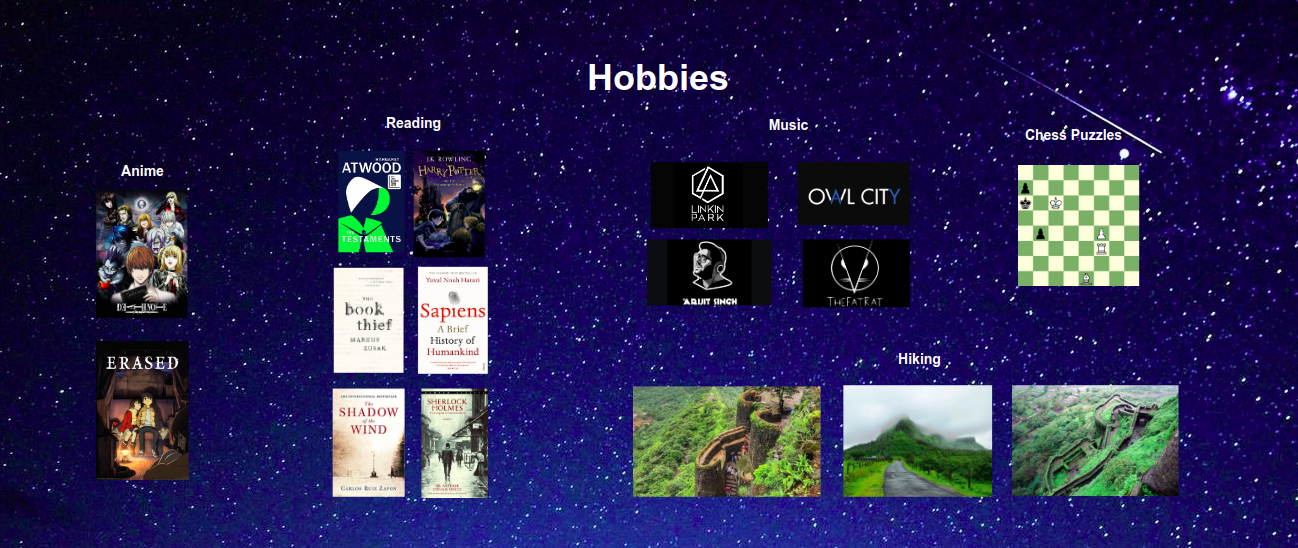 Hobbies
Anime
ERASED
Reading
MARGARET
ATWOOD
THE
TESTAMENTS
J.K. ROWLING
HARRY POTTER
THE
book
thief
MARKUS
ZUSAK
Yuval Noah Harari
Sapiens
A Brief
History of
Humankind
The
SHADOW
of the
WIND
CARLOS RUIZ ZAFON
SHERLOCK
HOLMES
Music
LINKIN
PARK
OWL CITY
ARIJIT SINGH
THEFATRAT
Chess Puzzles
Hiking